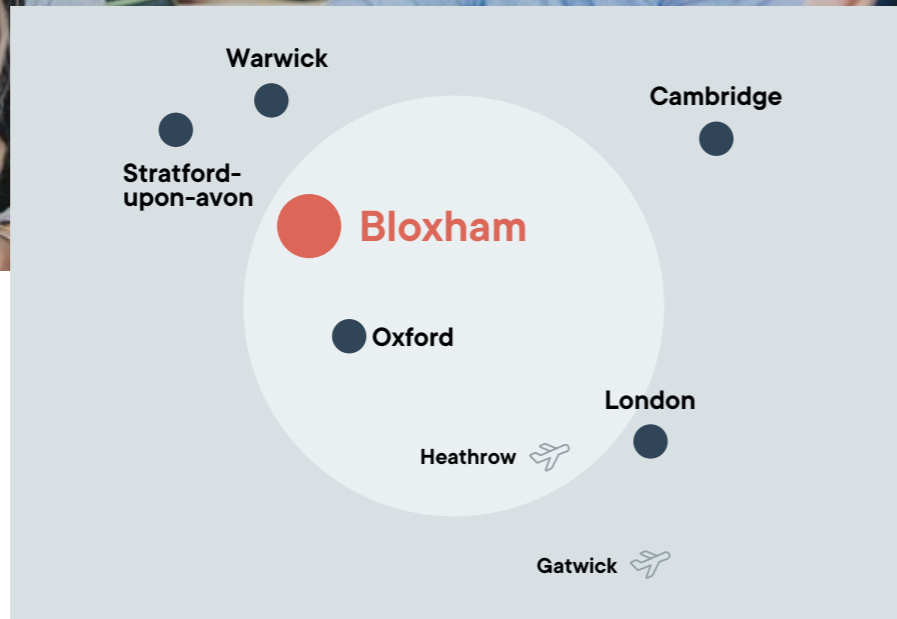 Warwick
Cambridge
Stratford-
upon-avon
Bloxham
Oxford
London
Heathrow
Gatwick